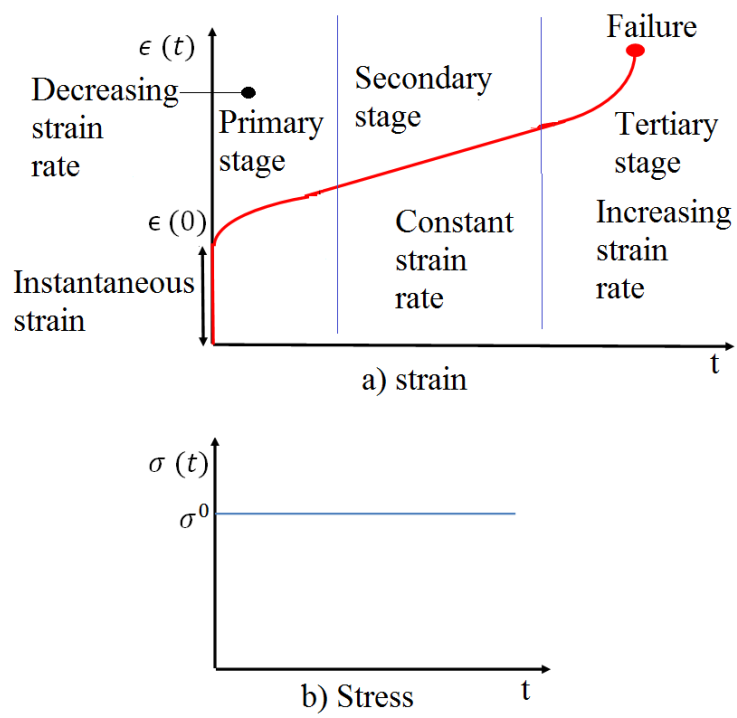 ϵ (t)
Failure
Decreasing
strain
rate
Primary
stage
Secondary
stage
Tertiary
stage
ϵ (0)
Constant
strain
rate
Increasing
strain
rate
Instantaneous
strain
t
a) strain
σ (t)
σ⁰
t
b) Stress